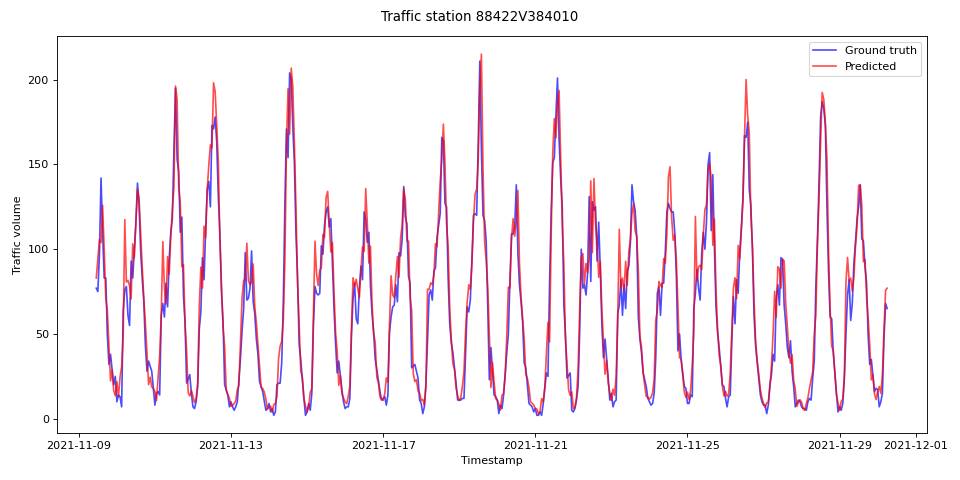 Traffic station 88422V384010
Ground truth
Predicted
Traffic volume
200
150
100
50
0
2021-11-09
2021-11-13
2021-11-17
2021-11-21
2021-11-25
2021-11-29
2021-12-01
Timestamp